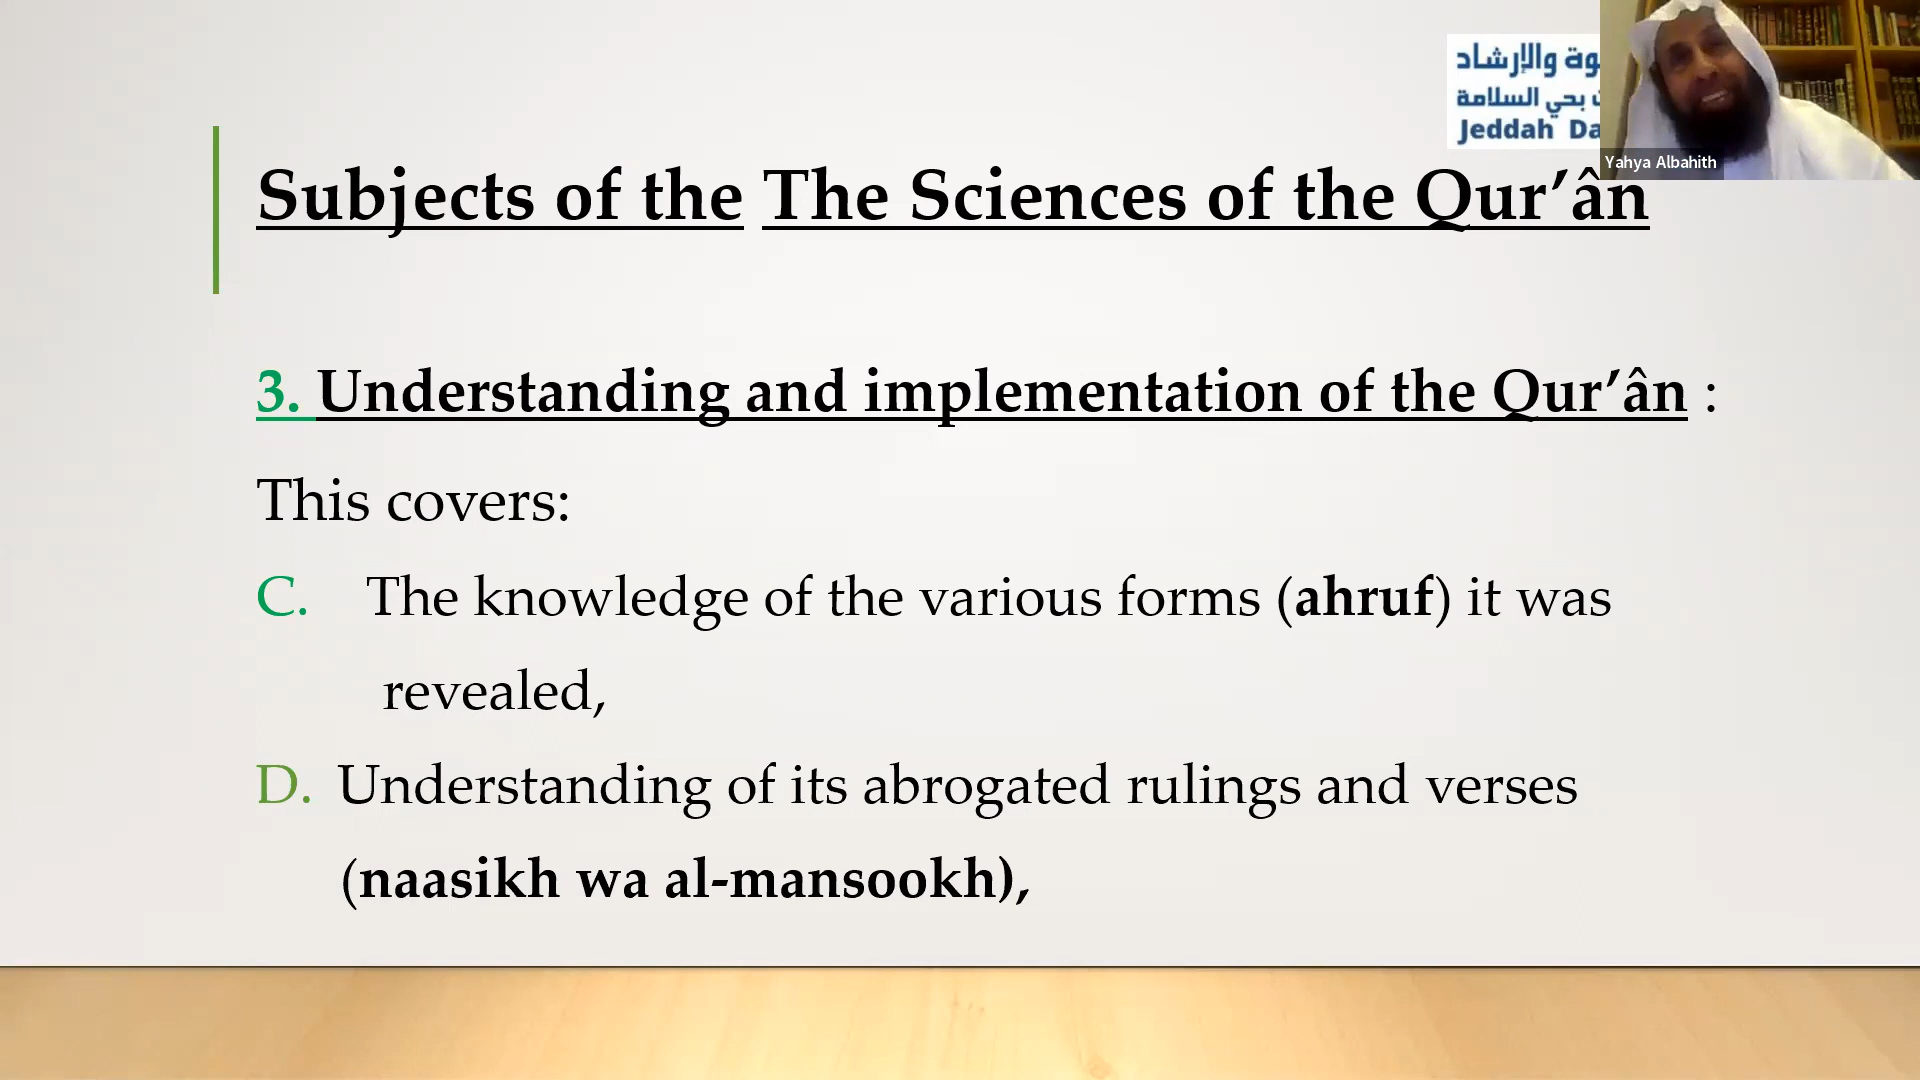 والإرشاد
بحي السلامة
Jeddah
Yahya Albahith
Subjects of the The Sciences of the Qur’ân
3. Understanding and implementation of the Qur’ân :
This covers:
C. The knowledge of the various forms (ahruf) it was
revealed,
D. Understanding of its abrogated rulings and verses
(naasikh wa al-mansookh),